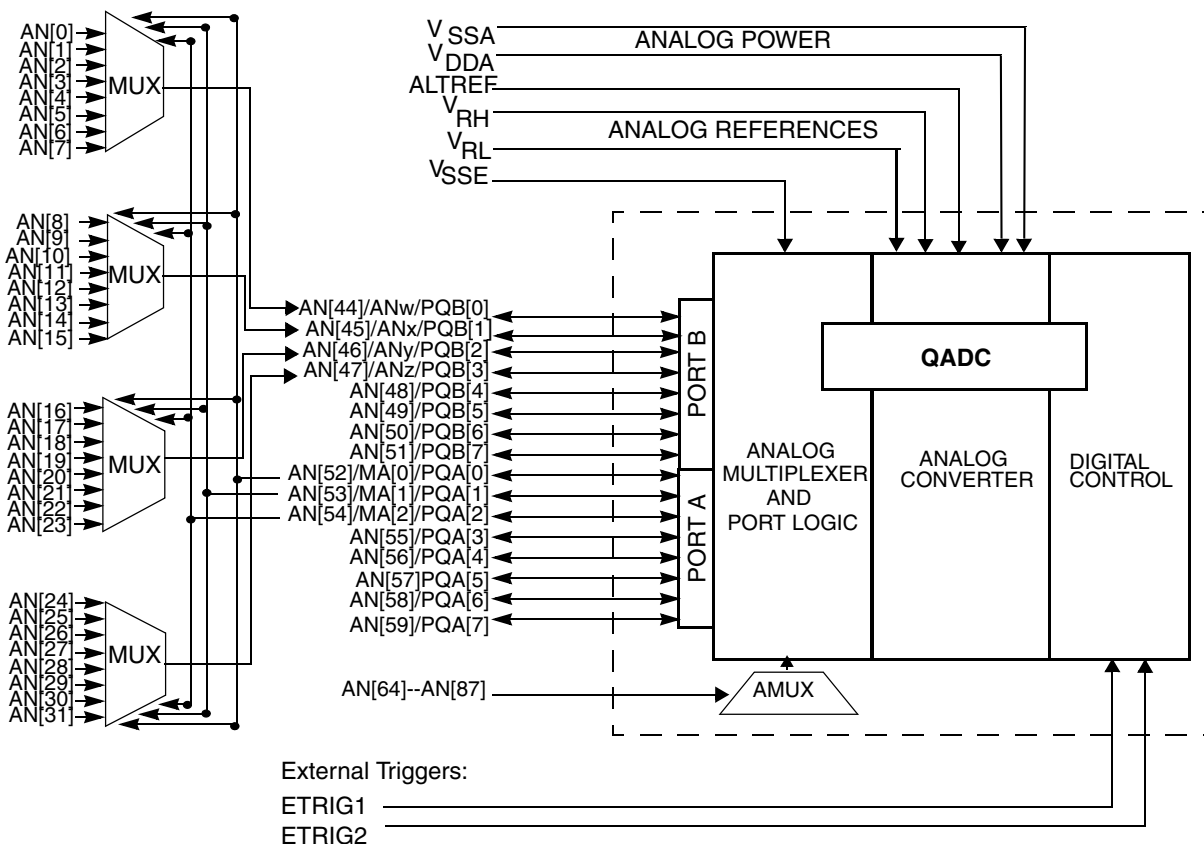 AN[0]
AN[1]
AN[2]
AN[3]
AN[4]
AN[5]
AN[6]
AN[7]
MUX
AN[8]
AN[9]
AN[10]
AN[11]
AN[12]
AN[13]
AN[14]
AN[15]
MUX
AN[16]
AN[17]
AN[18]
AN[19]
AN[20]
AN[21]
AN[22]
AN[23]
MUX
AN[24]
AN[25]
AN[26]
AN[27]
AN[28]
AN[29]
AN[30]
AN[31]
MUX
VSSA
VDDA
ANALOG POWER
ALTREF
VRH
VRL
ANALOG REFERENCES
VSSE
AN[44]/ANw/PQB[0]
AN[45]/ANx/PQB[1]
AN[46]/ANy/PQB[2]
AN[47]/ANz/PQB[3]
AN[48]/PQB[4]
AN[49]/PQB[5]
AN[50]/PQB[6]
AN[51]/PQB[7]
AN[52]/MA[0]/PQA[0]
AN[53]/MA[1]/PQA[1]
AN[54]/MA[2]/PQA[2]
AN[55]/PQA[3]
AN[56]/PQA[4]
AN[57]PQA[5]
AN[58]/PQA[6]
AN[59]/PQA[7]
PORT B
PORT A
QADC
ANALOG
MULTIPLEXER
AND
PORT LOGIC
ANALOG
CONVERTER
DIGITAL
CONTROL
AN[64]--AN[87]
AMUX
External Triggers:
ETRIG1
ETRIG2